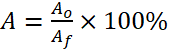 A = A_o / A_f × 100%